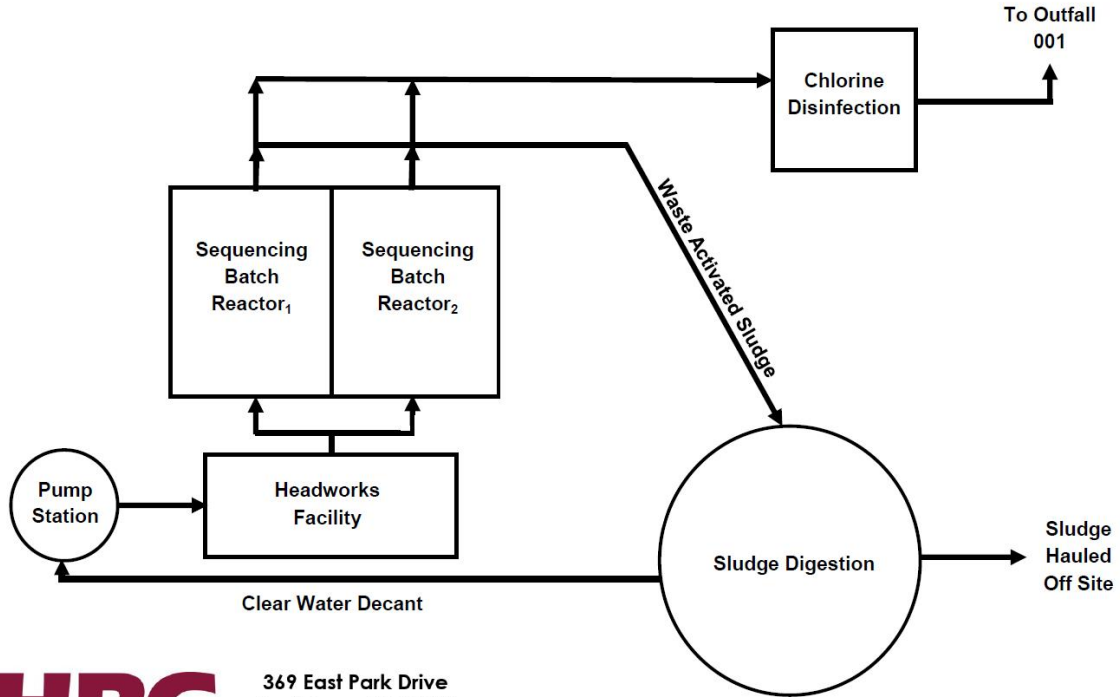 To Outfall
001
Chlorine
Disinfection
Sequencing
Batch
Reactor₁
Sequencing
Batch
Reactor₂
Waste Activated Sludge
Pump
Station
Headworks
Facility
Sludge Digestion
Sludge
Hauled
Off Site
Clear Water Decant
369 East Park Drive